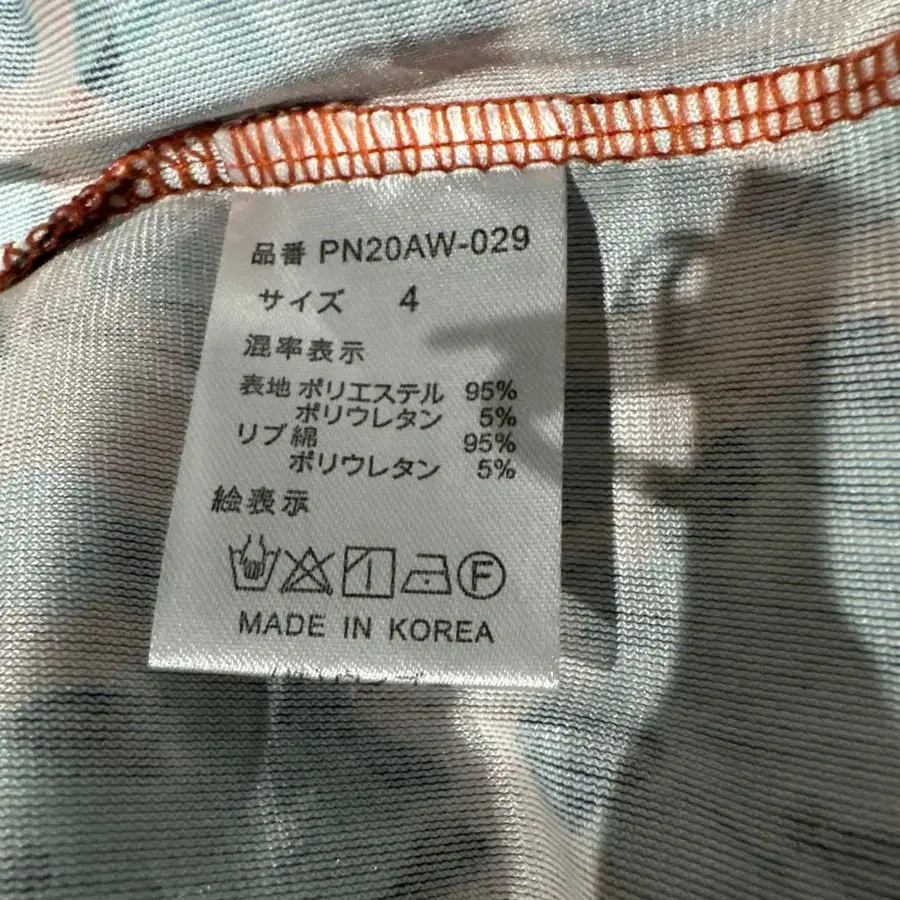 品番 PN20AW-029
サイズ 4
混率表示
表地 ポリエステル 95%
ポリウレタン 5%
リブ 綿 95%
ポリウレタン 5%
絵表示
F
MADE IN KOREA